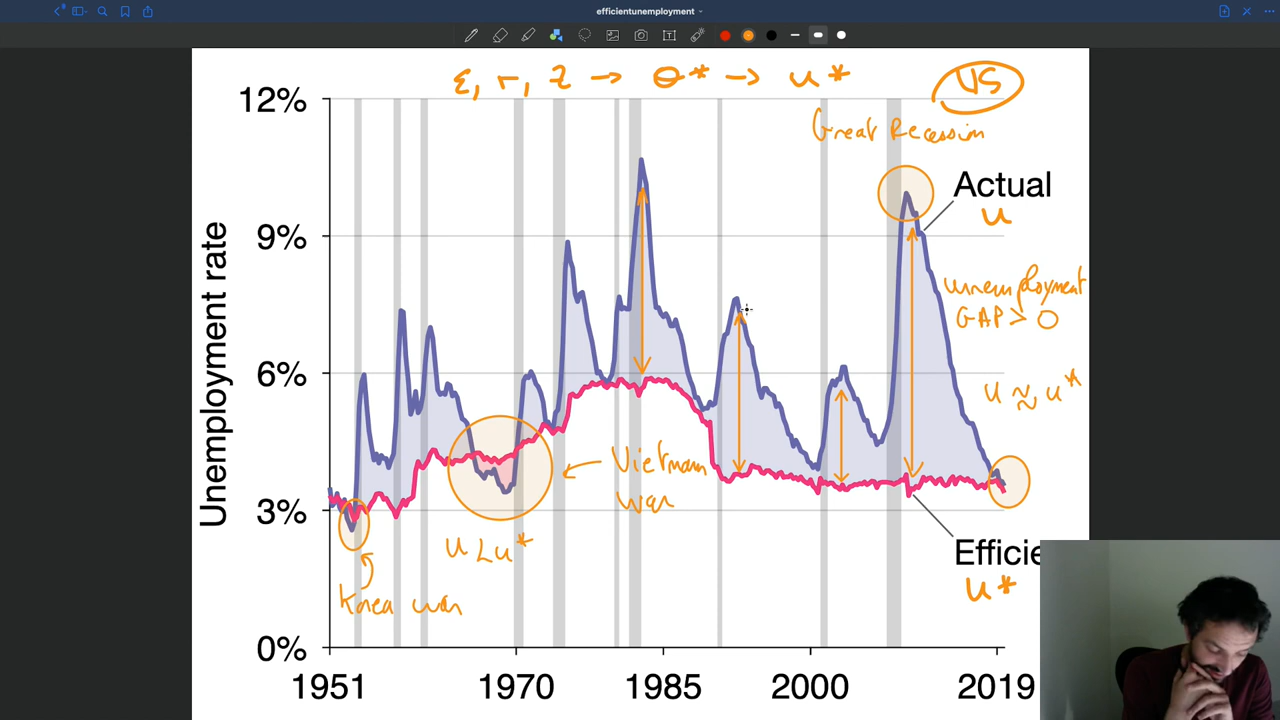 efficientunemployment
ε, r, z → θ* → u*
US
12%
Great Recession
Actual
u
9%
unemployment
GAP > 0
6%
u ≈ u*
Vietnam
war
3%
u < u*
Efficie
u*
Korea war
0%
1951
1970
1985
2000
2019
Unemployment rate